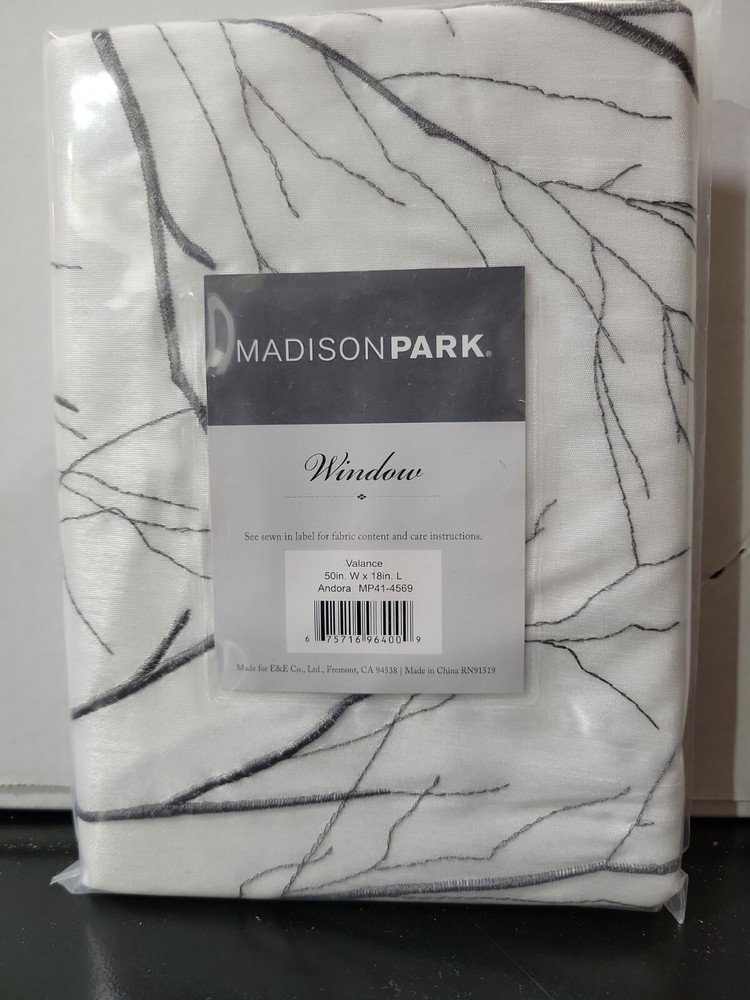 MADISONPARK®
Window
See sewn in label for fabric content and care instructions.
Valance
50in. W x 18in. L
Andora MP41-4569
6 75716 96400 9
Made for E&E Co., Ltd., Fremont, CA 94538 | Made in China RN91519